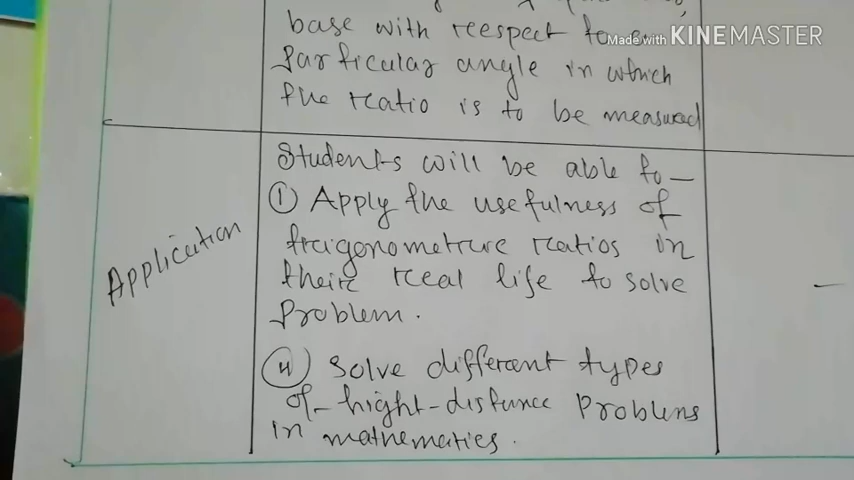 base with reespect to
Made with KINEMASTER
particular angle in which
the ratio is to be measured
Application
Students will be able to—
① Apply the usefulness of
trigonometric ratios in
their real life to solve
problem.
(ii) Solve different types
of hight-distance Problems
in mathematics.